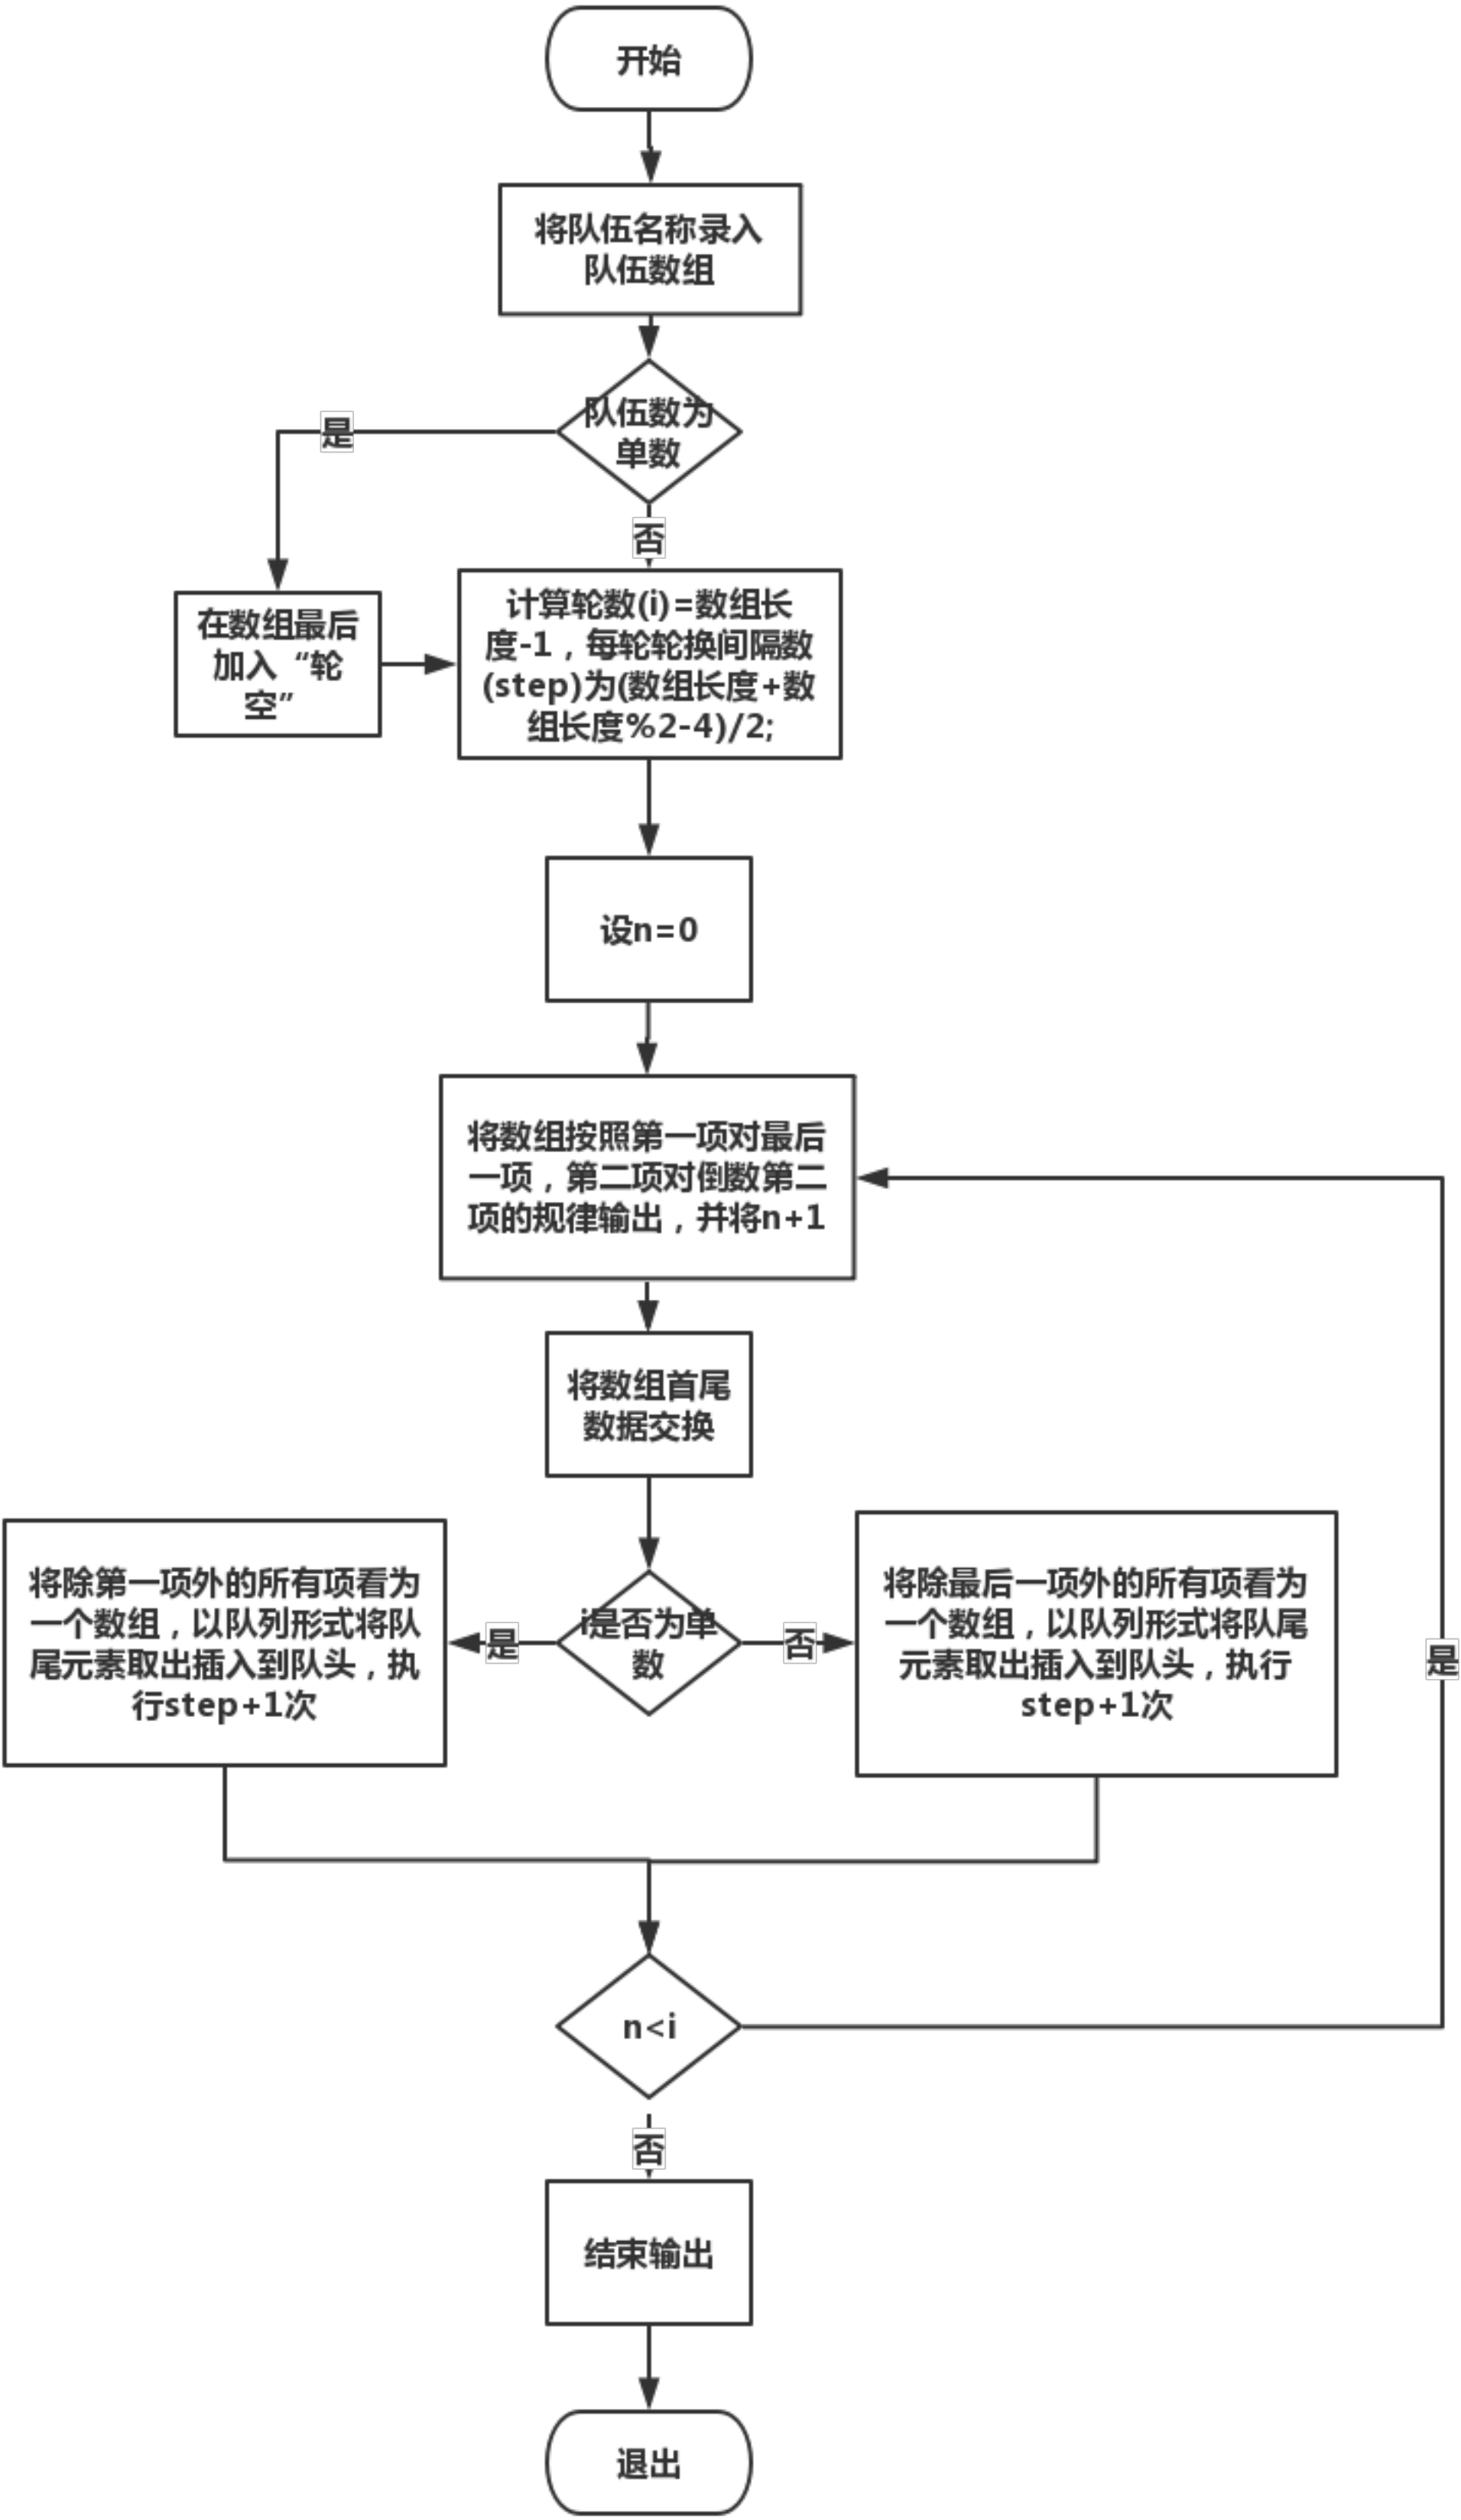 开始
将队伍名称录入
队伍数组
队伍数为
单数
是
否
在数组最后
加入 “轮
空”
计算轮数(i)=数组长
度-1，每轮轮换间隔数
(step)为(数组长度+数
组长度%2-4)/2;
设n=0
将数组按照第一项对最后
一项，第二项对倒数第二
项的规律输出，并将n+1
将数组首尾
数据交换
i是否为单
数
是
否
将除第一项外的所有项看为
一个数组，以队列形式将队
尾元素取出插入到队头，执
行step+1次
将除最后一项外的所有项看为
一个数组，以队列形式将队尾
元素取出插入到队头，执行
step+1次
是
n<i
否
结束输出
退出